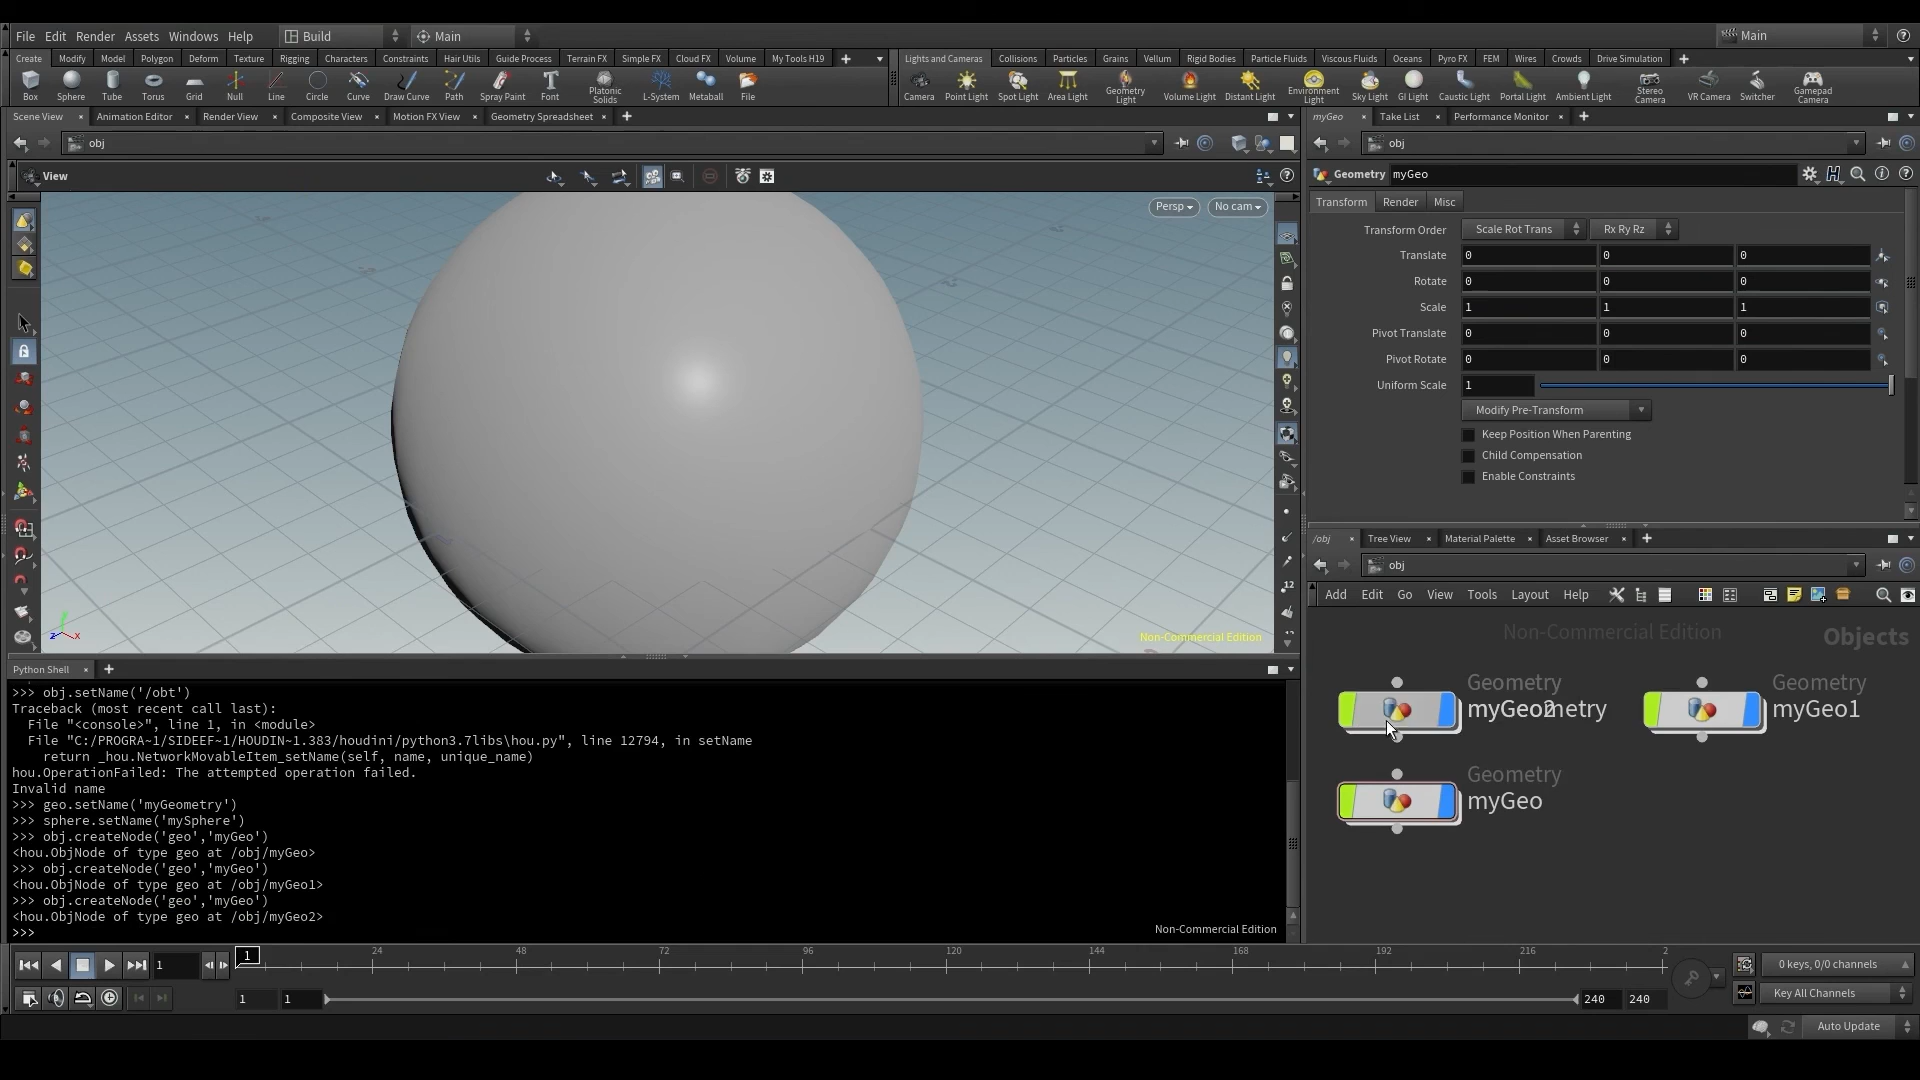 File Edit Render Assets Windows Help Build Main Main
Create Modify Model Polygon Deform Texture Rigging Characters Constraints Hair Utils Guide Process Terrain FX Simple FX Cloud FX Volume My Tools H19
Lights and Cameras Collisions Particles Grains Vellum Rigid Bodies Particle Fluids Viscous Fluids Oceans Pyro FX FEM Wires Crowds Drive Simulation
Box Sphere Tube Torus Grid Null Line Circle Curve Draw Curve Path Spray Paint Font Platonic Solids L-System Metaball File
Camera Point Light Spot Light Area Light Geometry Light Volume Light Distant Light Environment Light Sky Light GI Light Caustic Light Portal Light Ambient Light Stereo Camera VR Camera Switcher Gamepad Camera
Scene View Animation Editor Render View Composite View Motion FX View Geometry Spreadsheet
myGeo Take List Performance Monitor
obj
obj
View
Persp No cam
Geometry myGeo
Transform Render Misc
Transform Order Scale Rot Trans Rx Ry Rz
Translate 0 0 0
Rotate 0 0 0
Scale 1 1 1
Pivot Translate 0 0 0
Pivot Rotate 0 0 0
Uniform Scale 1
Modify Pre-Transform
Keep Position When Parenting
Child Compensation
Enable Constraints
12
z x
Non-Commercial Edition
/obj Tree View Material Palette Asset Browser
obj
Add Edit Go View Tools Layout Help
Non-Commercial Edition Objects
Geometry
myGeo2
Geometry
myGeo1
Geometry
myGeo
Python Shell
>>> obj.setName('/obt')
Traceback (most recent call last):
File "<console>", line 1, in <module>
File "C:/PROGRA~1/SIDEEF~1/HOUDIN~1.383/houdini/python3.7libs\hou.py", line 12794, in setName
return _hou.NetworkMovableItem_setName(self, name, unique_name)
hou.OperationFailed: The attempted operation failed.
Invalid name
>>> geo.setName('myGeometry')
>>> sphere.setName('mySphere')
>>> obj.createNode('geo','myGeo')
<hou.ObjNode of type geo at /obj/myGeo>
>>> obj.createNode('geo','myGeo')
<hou.ObjNode of type geo at /obj/myGeo1>
>>> obj.createNode('geo','myGeo')
<hou.ObjNode of type geo at /obj/myGeo2>
>>>
Non-Commercial Edition
1 1 24 48 72 96 120 144 168 192 216 2
0 keys, 0/0 channels
1 1 240 240
Key All Channels
Auto Update